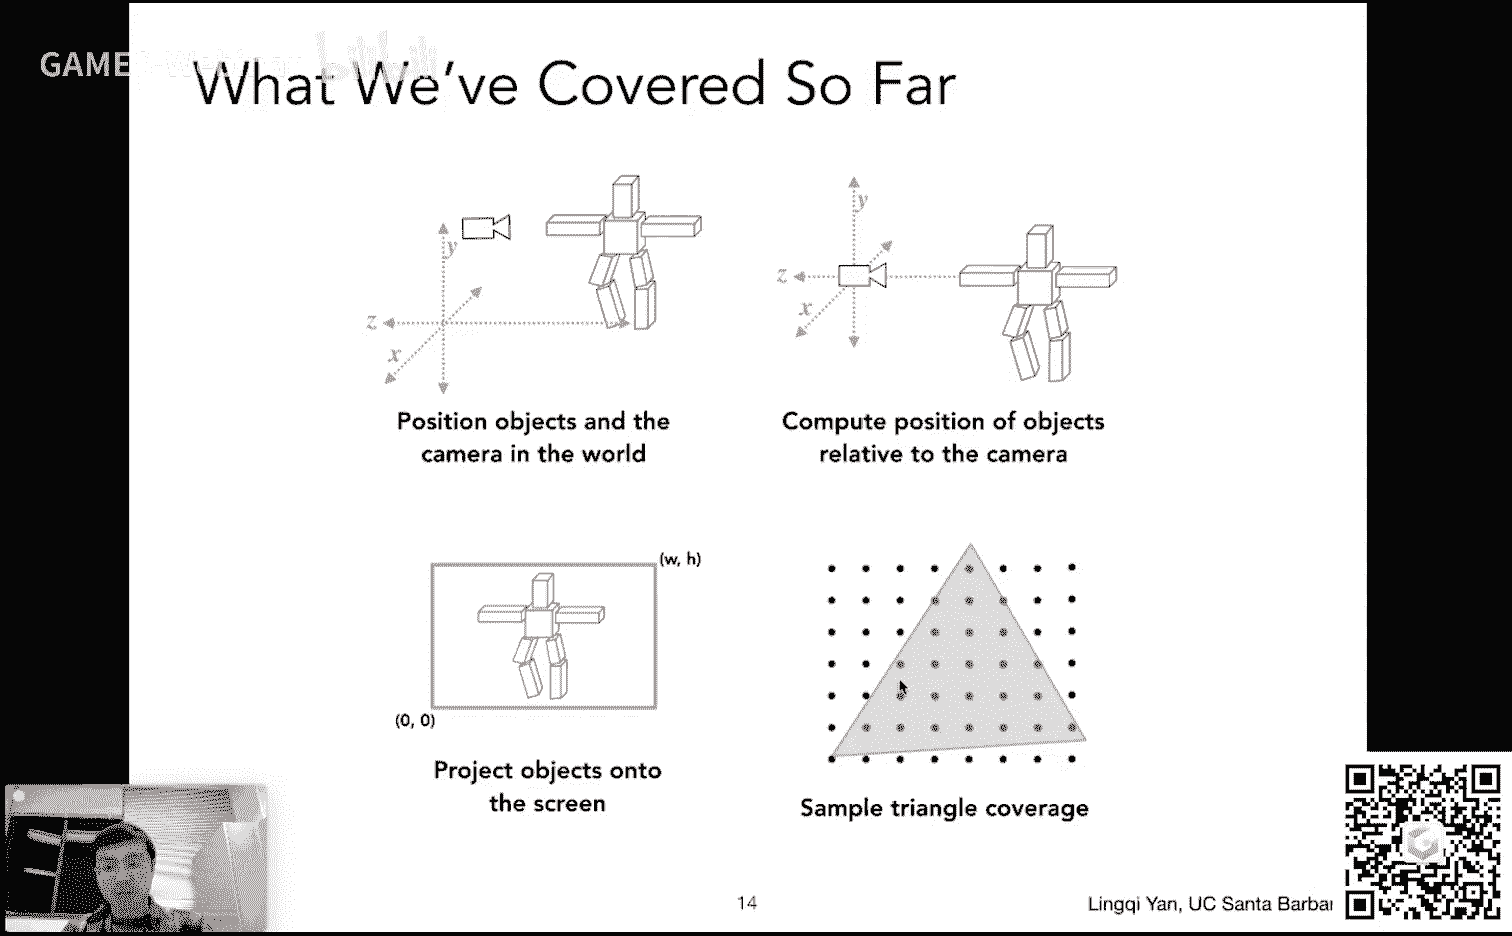 What We've Covered So Far
y
z
x
y
z
x
Position objects and the
camera in the world
Compute position of objects
relative to the camera
(w, h)
(0, 0)
Project objects onto
the screen
Sample triangle coverage
14
Lingqi Yan, UC Santa Barbar